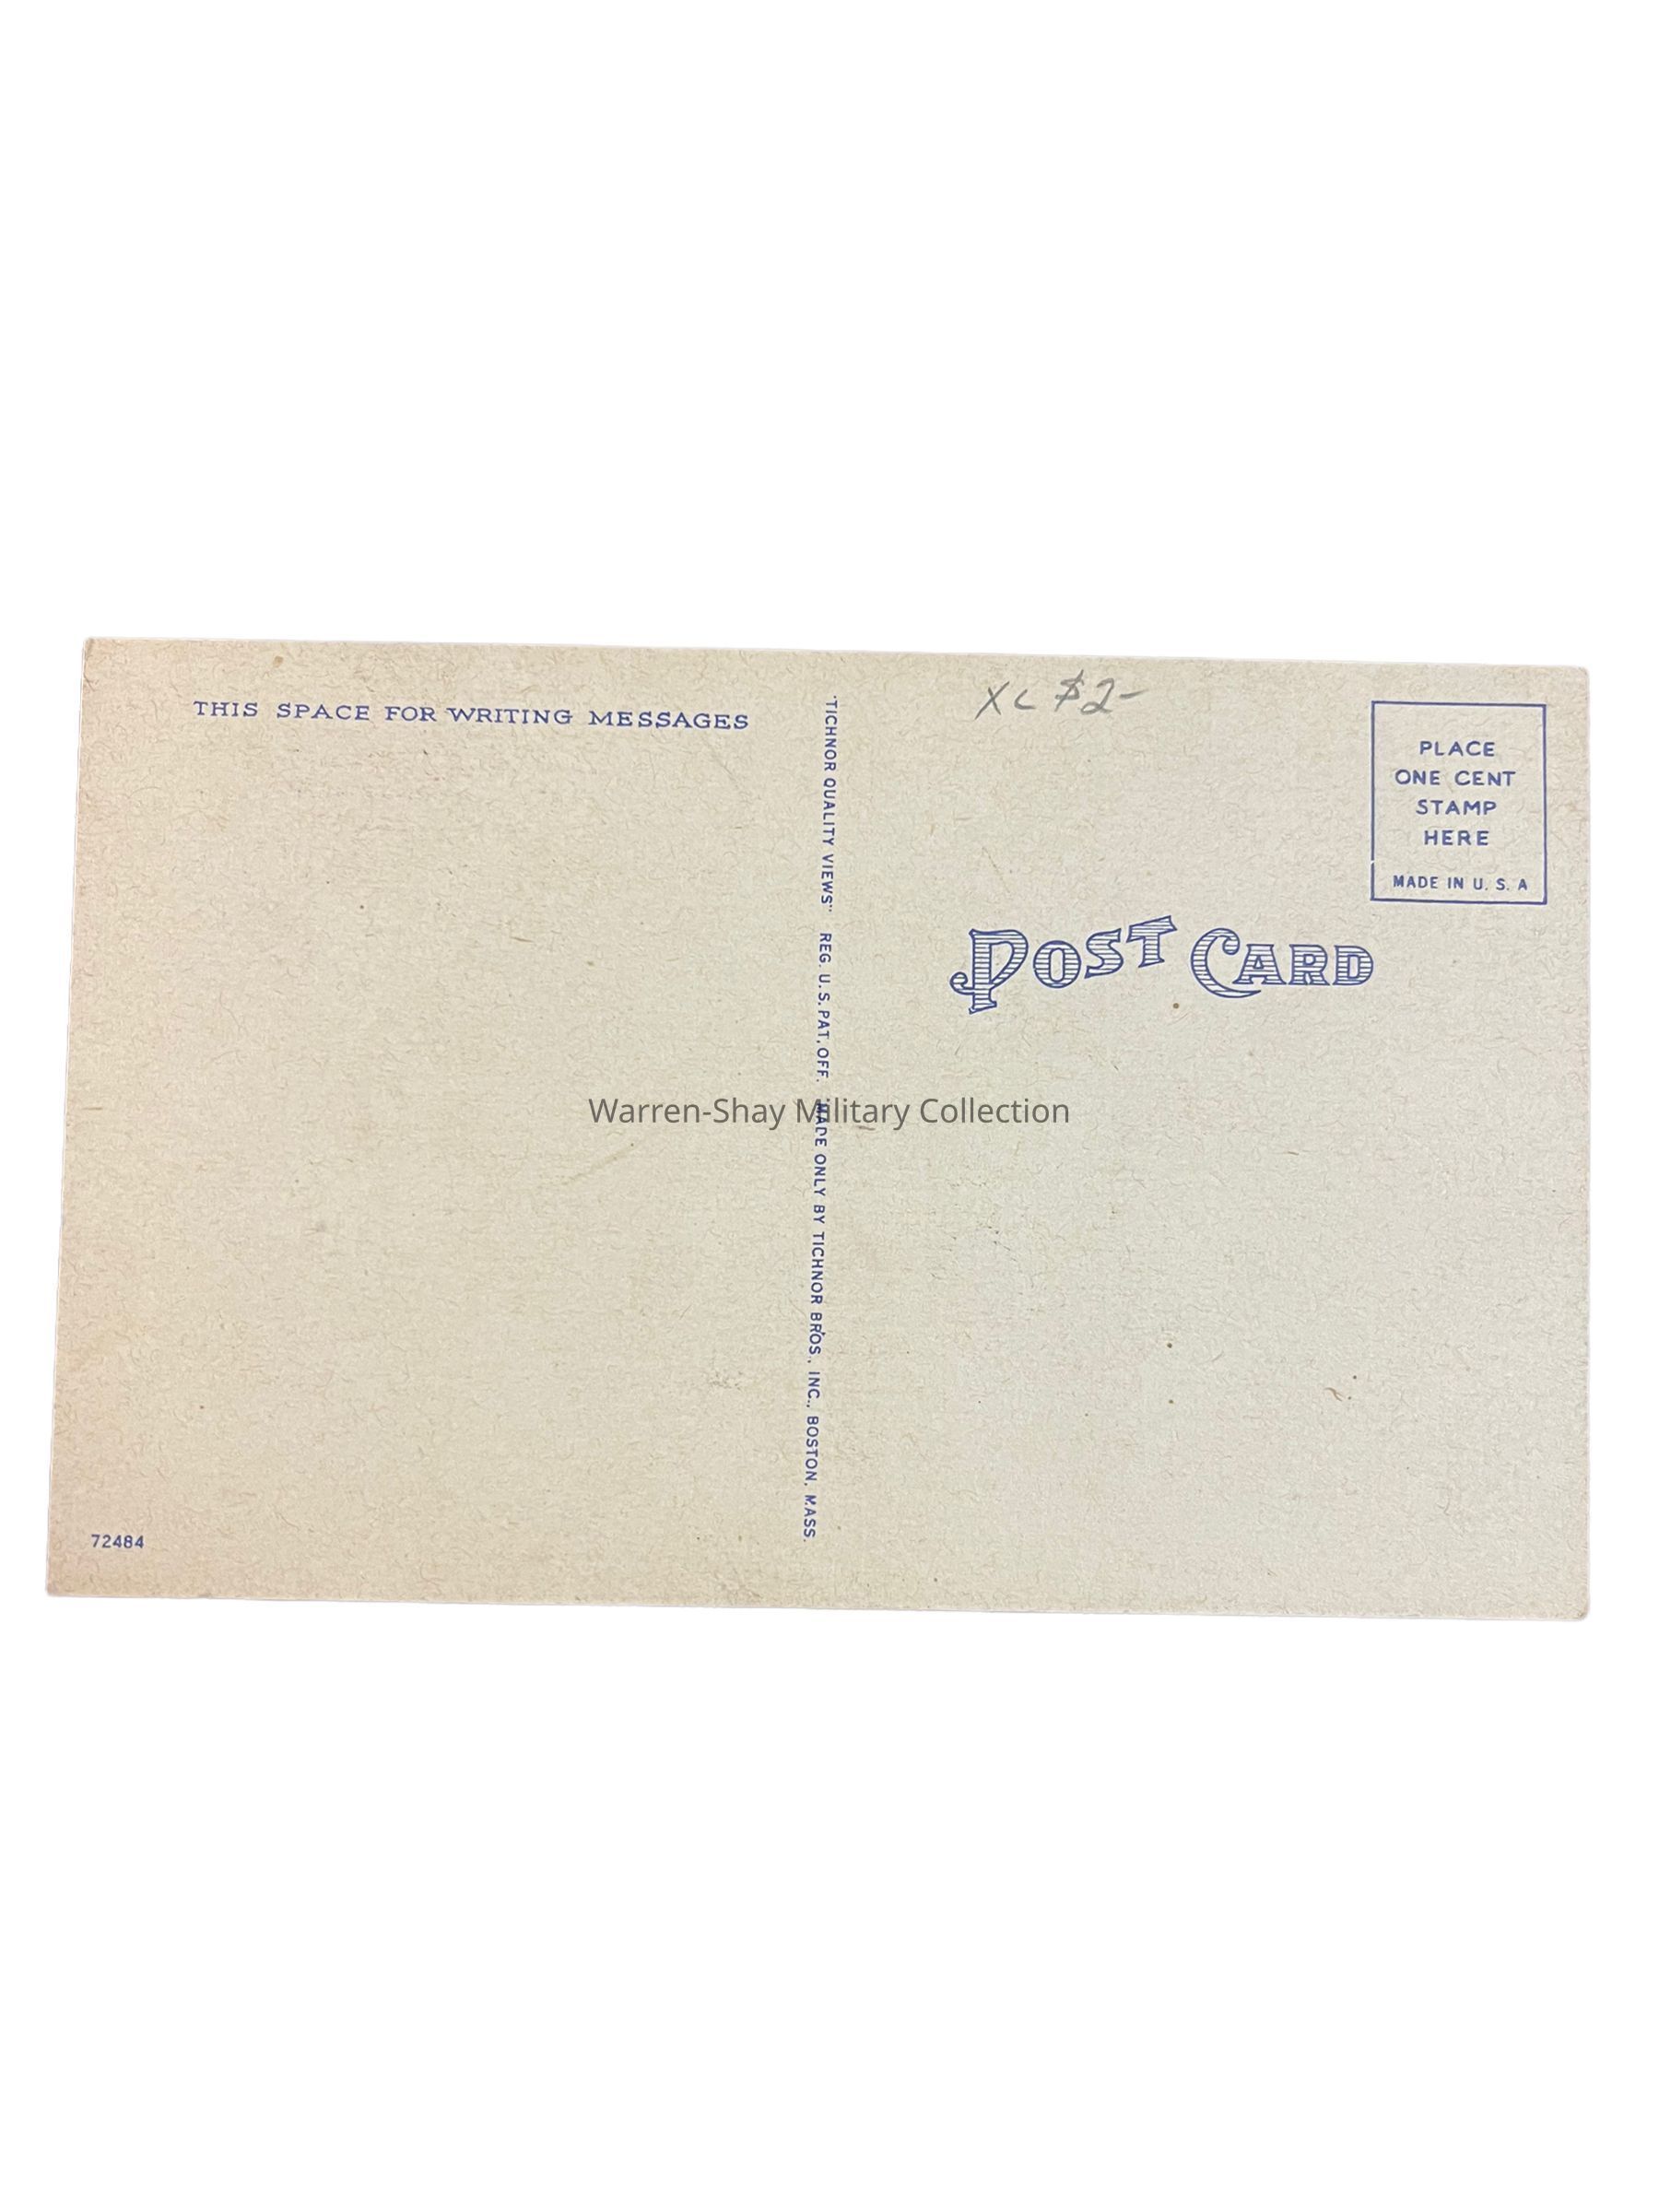 THIS SPACE FOR WRITING MESSAGES
"TICHNOR QUALITY VIEWS" REG. U.S. PAT. OFF. MADE ONLY BY TICHNOR BROS., INC., BOSTON, MASS.
XC $2-
PLACE
ONE CENT
STAMP
HERE
MADE IN U. S. A
POST CARD
Warren-Shay Military Collection
72484